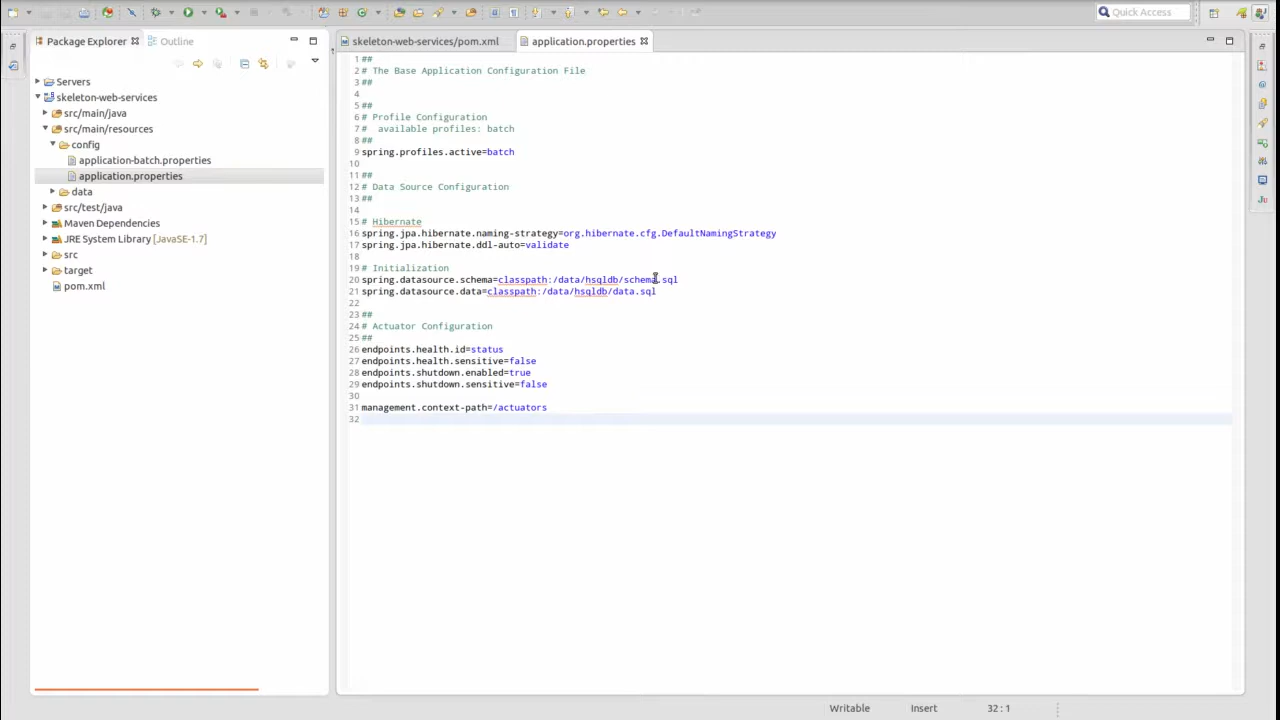 Quick Access
Package Explorer
Outline
Servers
skeleton-web-services
src/main/java
src/main/resources
config
application-batch.properties
application.properties
data
src/test/java
Maven Dependencies
JRE System Library [JavaSE-1.7]
src
target
pom.xml
skeleton-web-services/pom.xml
application.properties
1 ##
2 # The Base Application Configuration File
3 ##
4
5 ##
6 # Profile Configuration
7 #  available profiles: batch
8 ##
9 spring.profiles.active=batch
10
11 ##
12 # Data Source Configuration
13 ##
14
15 # Hibernate
16 spring.jpa.hibernate.naming-strategy=org.hibernate.cfg.DefaultNamingStrategy
17 spring.jpa.hibernate.ddl-auto=validate
18
19 # Initialization
20 spring.datasource.schema=classpath:/data/hsqldb/schema.sql
21 spring.datasource.data=classpath:/data/hsqldb/data.sql
22
23 ##
24 # Actuator Configuration
25 ##
26 endpoints.health.id=status
27 endpoints.health.sensitive=false
28 endpoints.shutdown.enabled=true
29 endpoints.shutdown.sensitive=false
30
31 management.context-path=/actuators
32
Writable
Insert
32 : 1